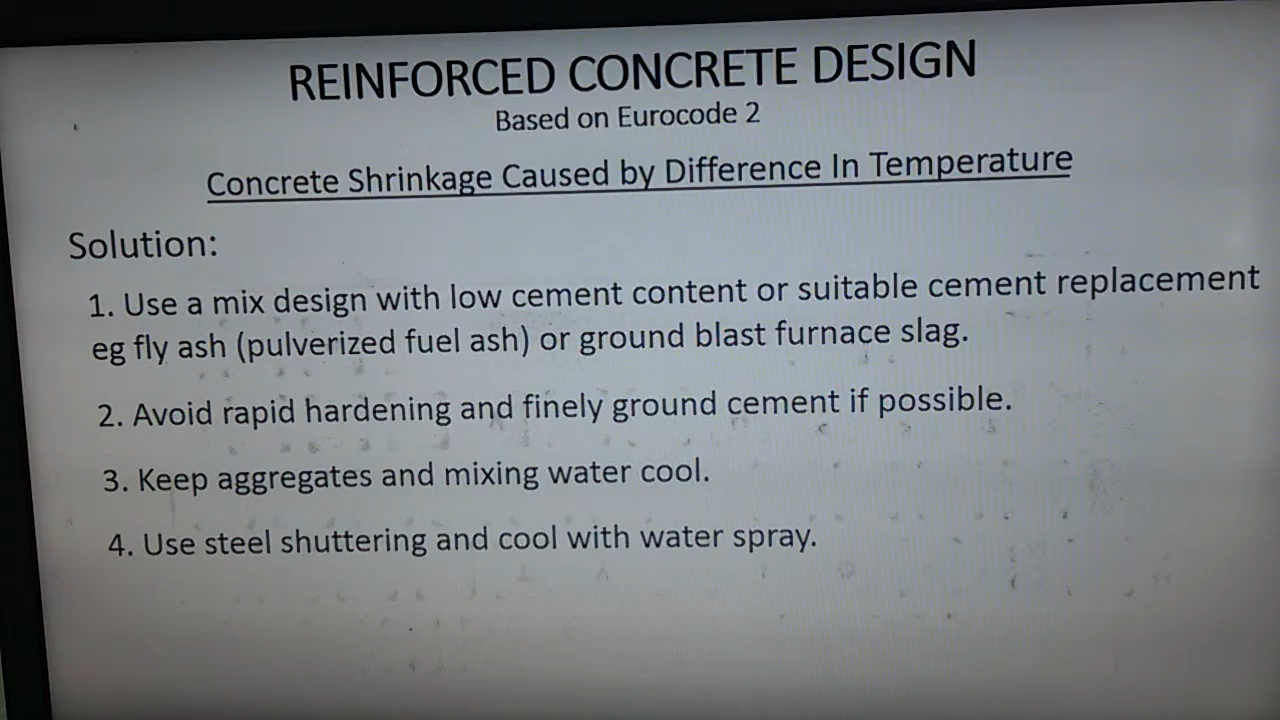 REINFORCED CONCRETE DESIGN
Based on Eurocode 2
Concrete Shrinkage Caused by Difference In Temperature
Solution:
1. Use a mix design with low cement content or suitable cement replacement
eg fly ash (pulverized fuel ash) or ground blast furnace slag.
2. Avoid rapid hardening and finely ground cement if possible.
3. Keep aggregates and mixing water cool.
4. Use steel shuttering and cool with water spray.